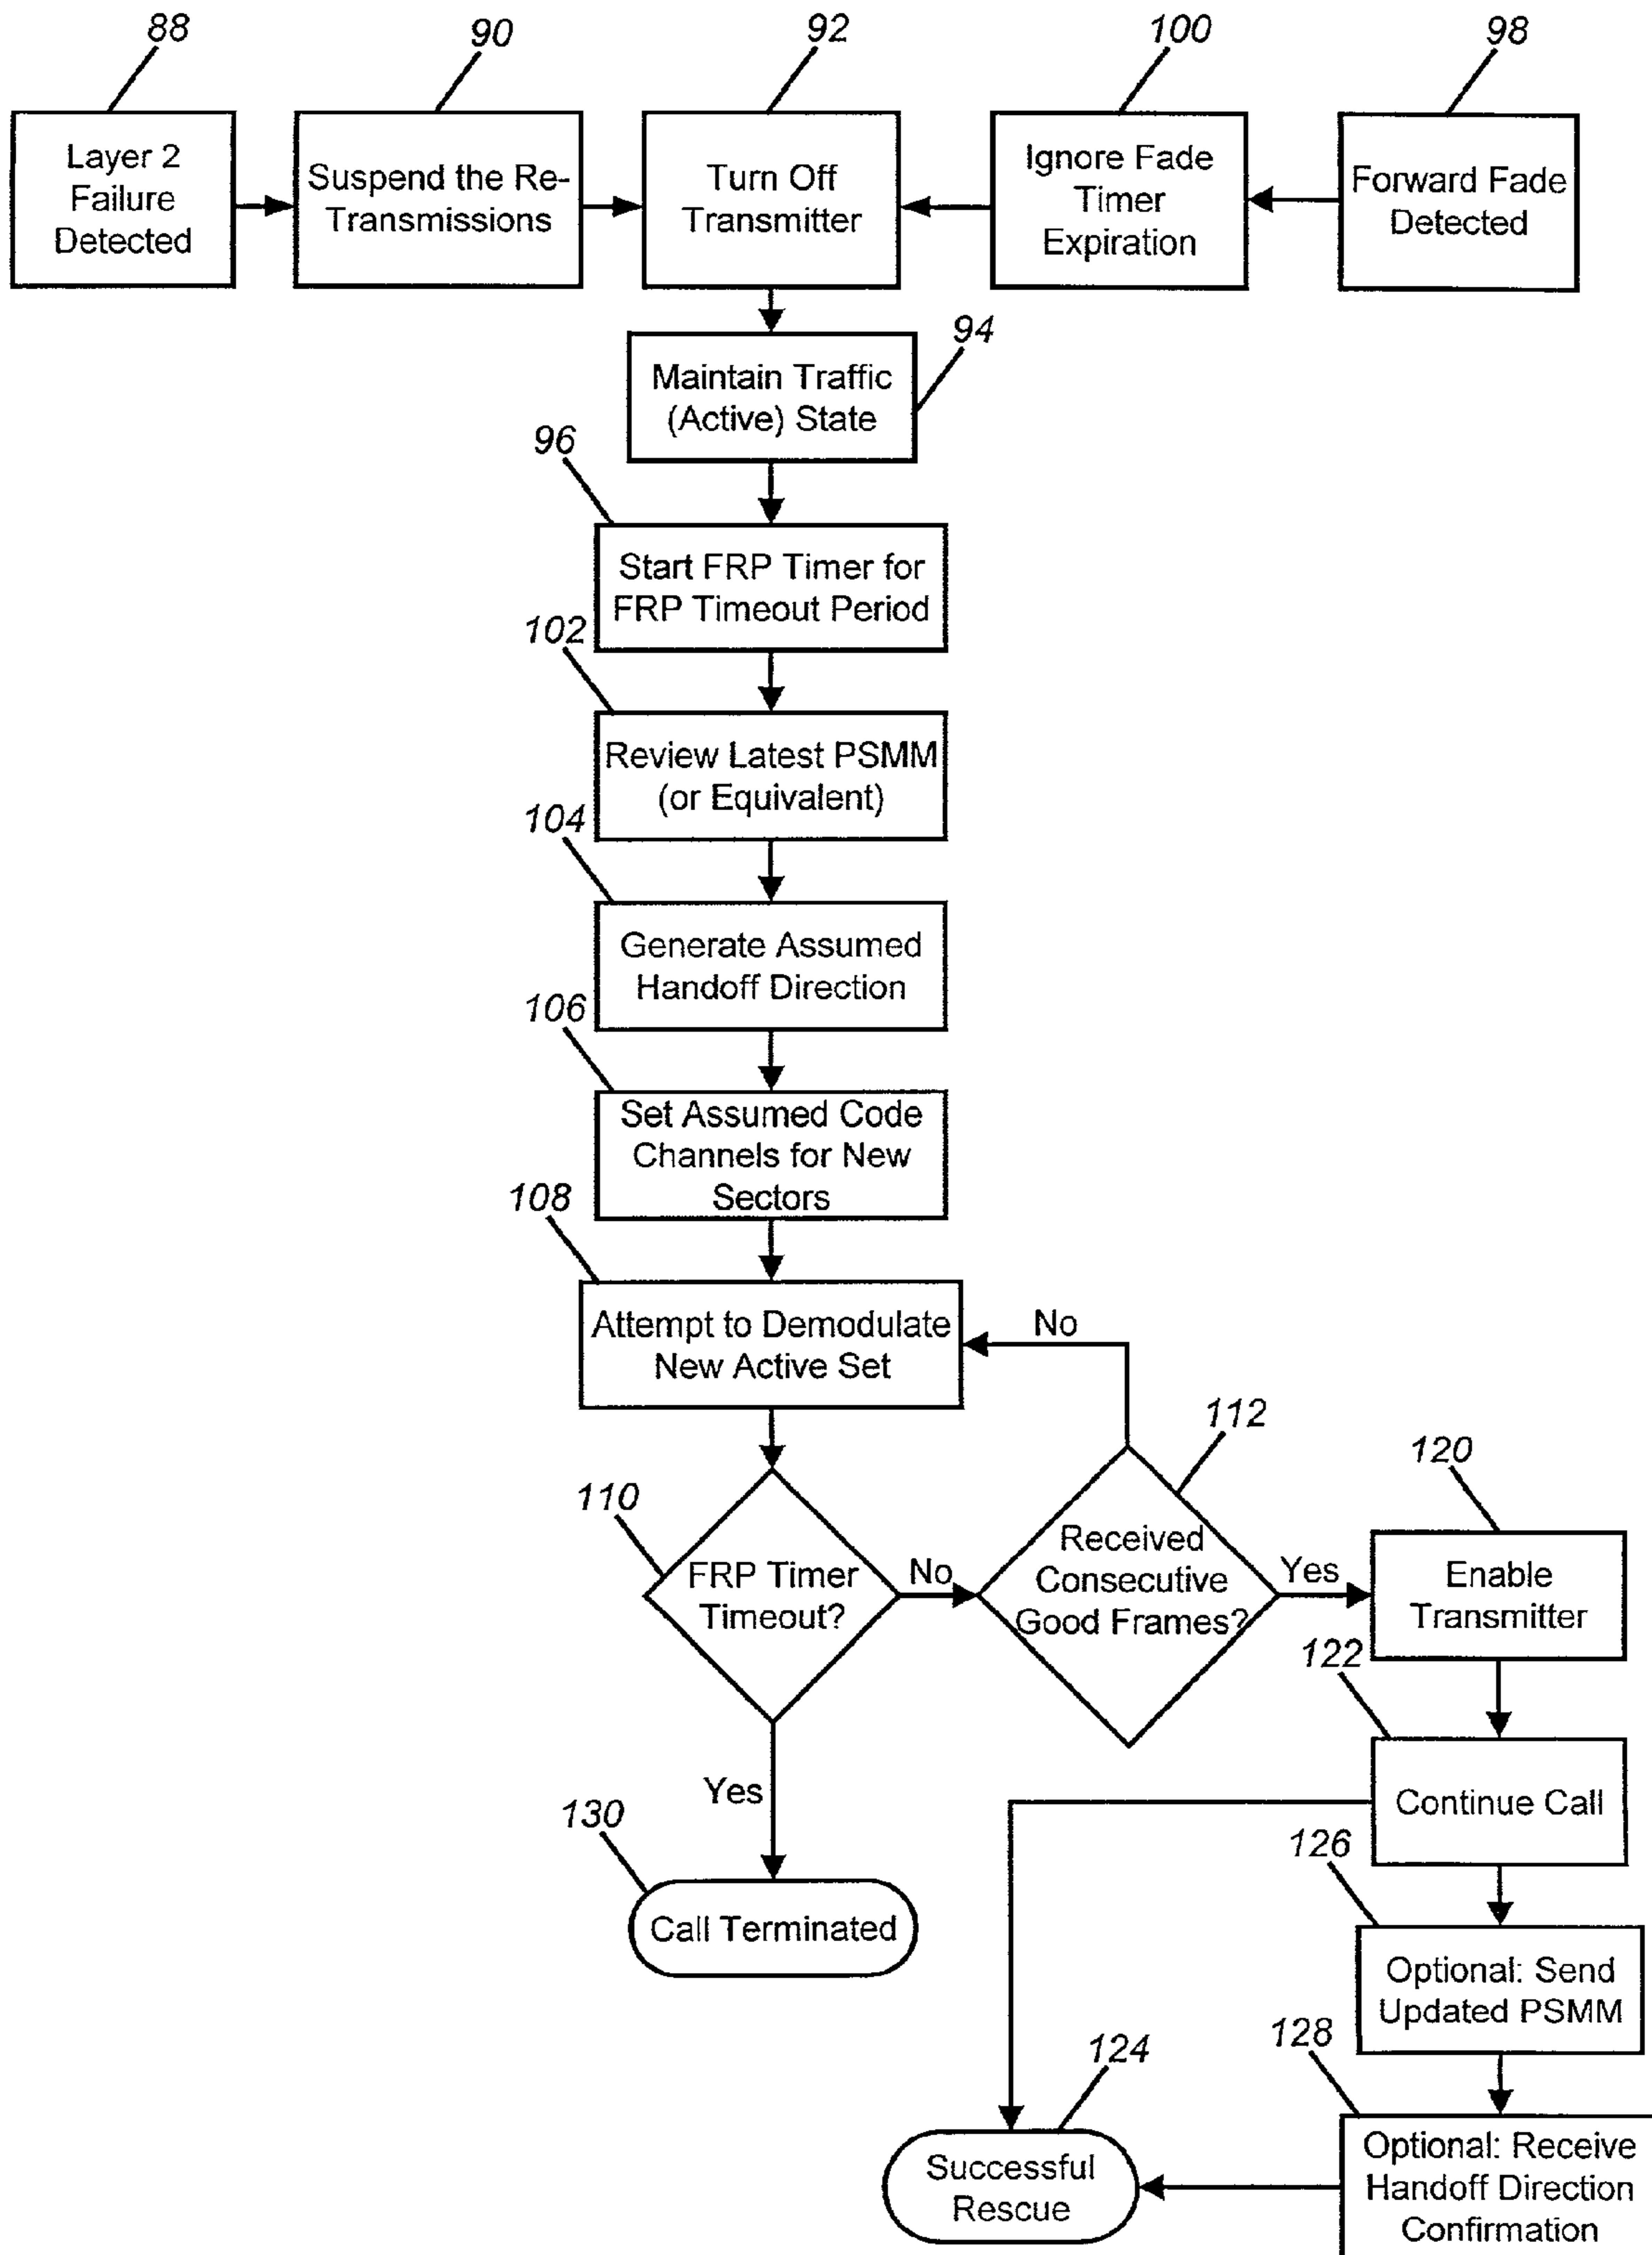 88
90
92
100
98
Layer 2
Failure
Detected
Suspend the Re-
Transmissions
Turn Off
Transmitter
Ignore Fade
Timer
Expiration
Forward Fade
Detected
94
Maintain Traffic
(Active) State
96
Start FRP Timer for
FRP Timeout Period
102
Review Latest PSMM
(or Equivalent)
104
Generate Assumed
Handoff Direction
106
Set Assumed Code
Channels for New
Sectors
108
Attempt to Demodulate
New Active Set
No
112
110
FRP Timer
Timeout?
No
Received
Consecutive
Good Frames?
Yes
120
Enable
Transmitter
122
Continue Call
Yes
130
Call Terminated
126
Optional: Send
Updated PSMM
124
128
Successful
Rescue
Optional: Receive
Handoff Direction
Confirmation